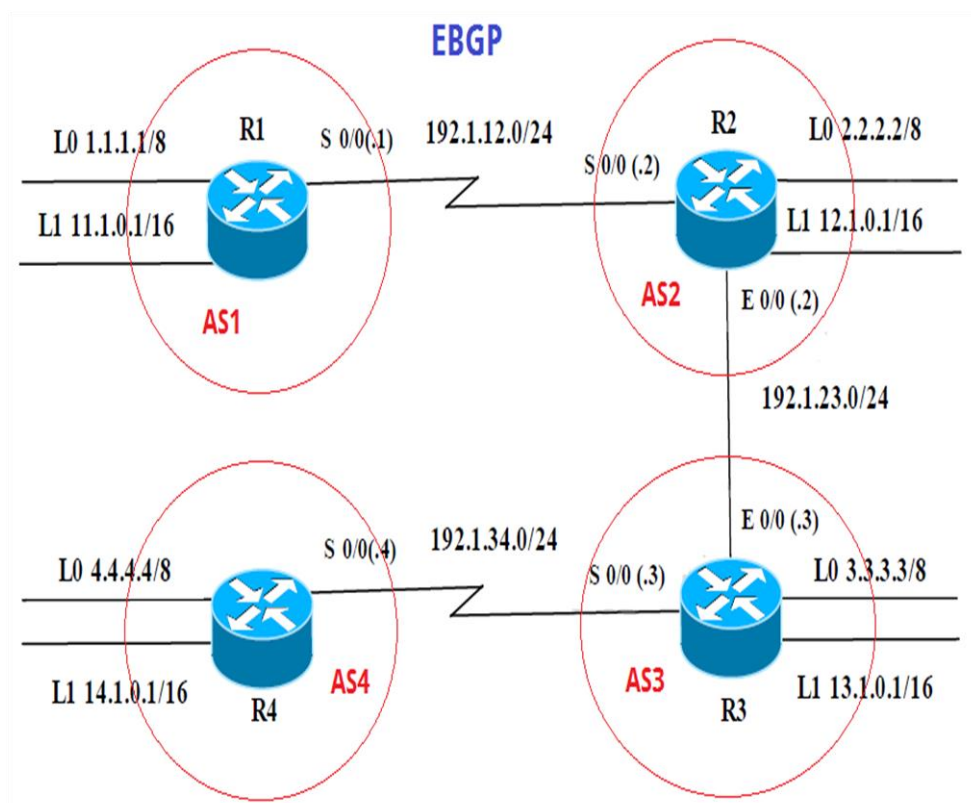 EBGP
R1
L0 1.1.1.1/8
S 0/0(.1)
192.1.12.0/24
R2
L0 2.2.2.2/8
S 0/0 (.2)
L1 11.1.0.1/16
L1 12.1.0.1/16
AS1
AS2
E 0/0 (.2)
192.1.23.0/24
E 0/0 (.3)
L0 4.4.4.4/8
S 0/0(.4)
192.1.34.0/24
S 0/0 (.3)
L0 3.3.3.3/8
L1 14.1.0.1/16
AS4
R4
AS3
R3
L1 13.1.0.1/16